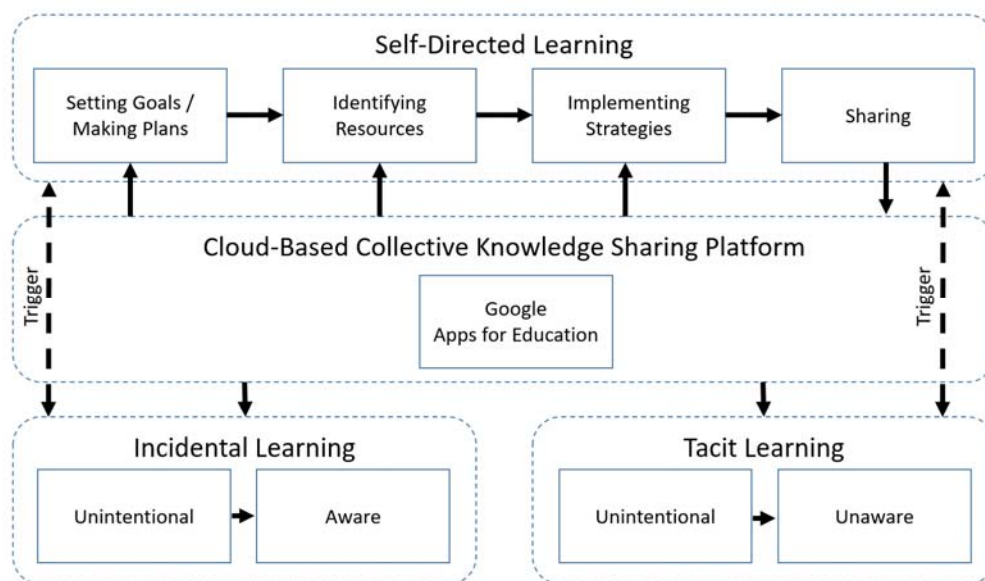 Self-Directed Learning
Setting Goals /
Making Plans
Identifying
Resources
Implementing
Strategies
Sharing
Cloud-Based Collective Knowledge Sharing Platform
Google
Apps for Education
Trigger
Trigger
Incidental Learning
Unintentional
Aware
Tacit Learning
Unintentional
Unaware